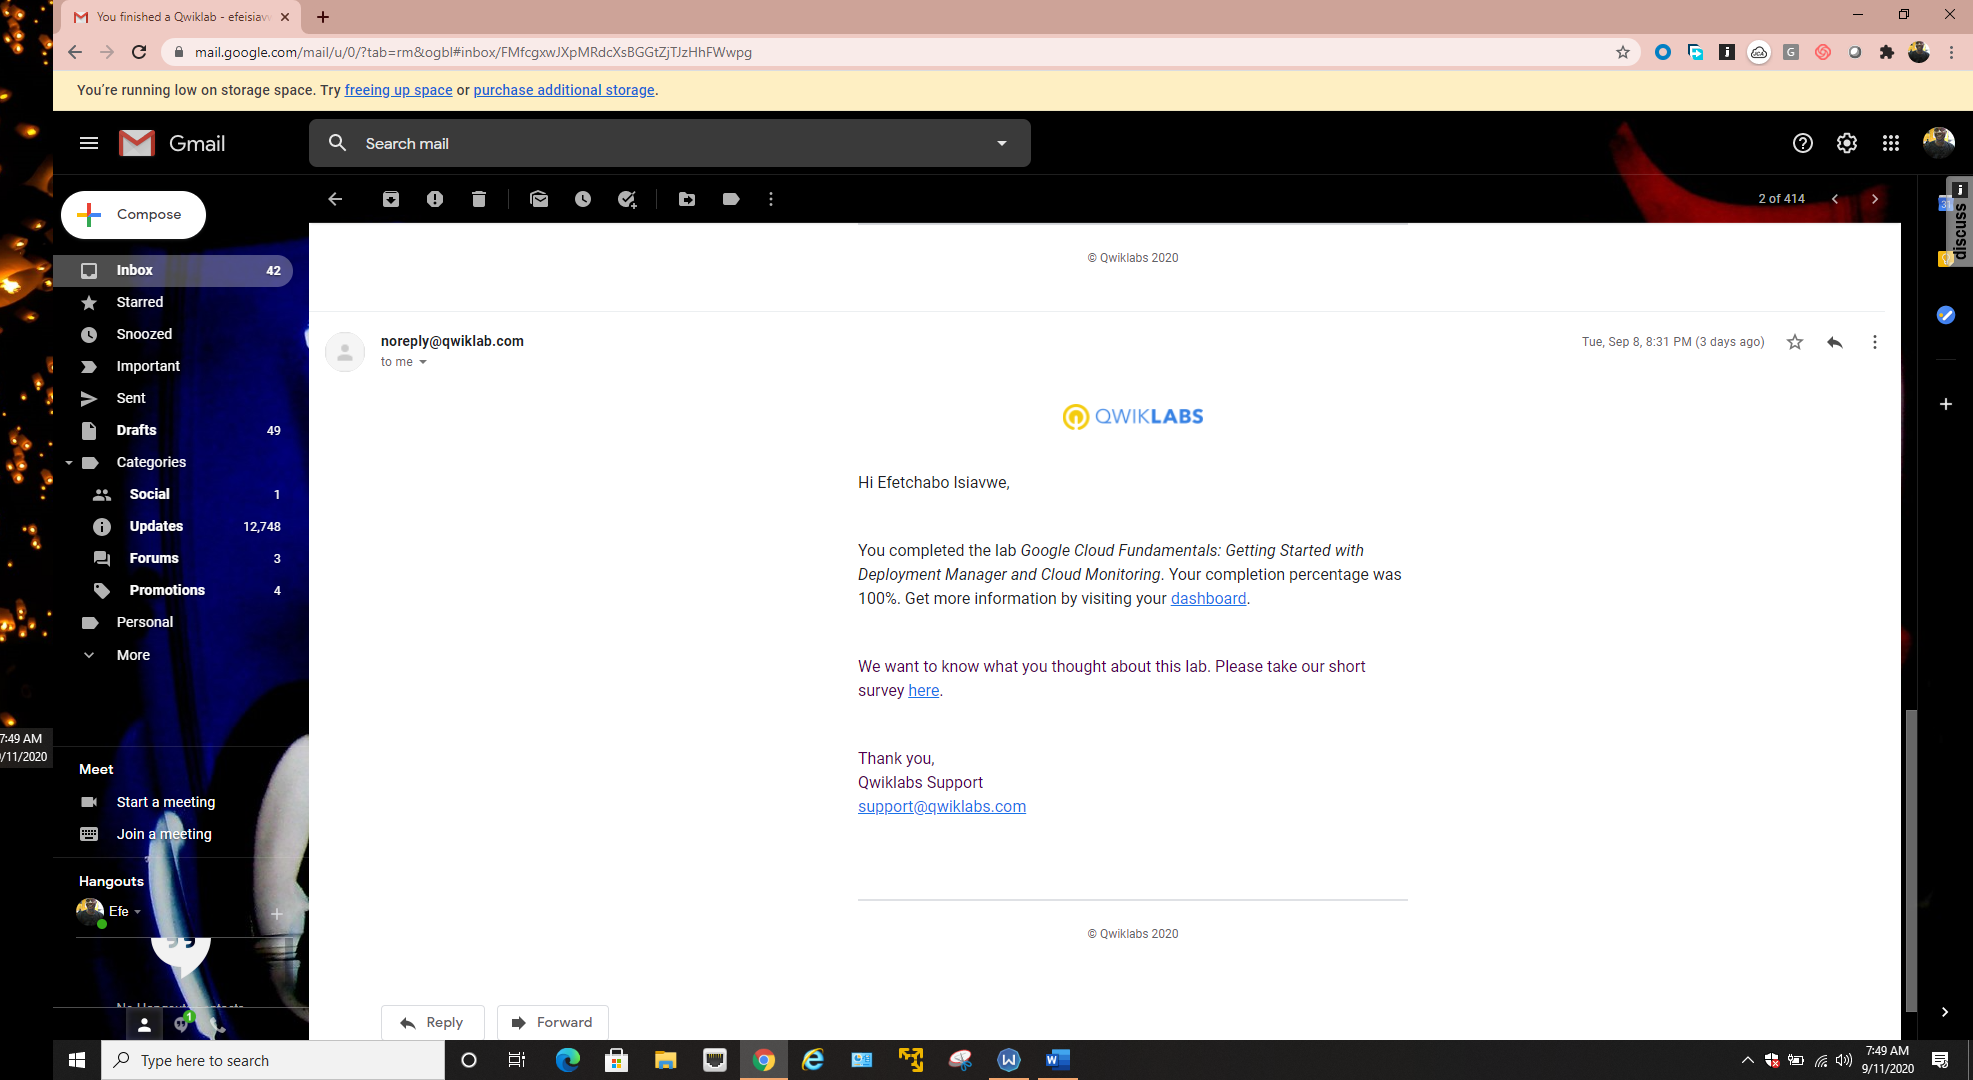 You finished a Qwiklab - efeisiav
mail.google.com/mail/u/0/?tab=rm&ogbl#inbox/FMfcgxwJXpMRdcXsBGGtZjTJzHhFWwpg
You're running low on storage space. Try freeing up space or purchase additional storage.
Gmail
Search mail
Compose
2 of 414
31
discuss
Inbox 42
Starred
Snoozed
Important
Sent
Drafts 49
Categories
Social 1
Updates 12,748
Forums 3
Promotions 4
Personal
More
Meet
Start a meeting
Join a meeting
Hangouts
Efe
1
© Qwiklabs 2020
noreply@qwiklab.com
to me
Tue, Sep 8, 8:31 PM (3 days ago)
QWIKLABS
Hi Efetchabo Isiavwe,
You completed the lab Google Cloud Fundamentals: Getting Started with
Deployment Manager and Cloud Monitoring. Your completion percentage was
100%. Get more information by visiting your dashboard.
We want to know what you thought about this lab. Please take our short
survey here.
Thank you,
Qwiklabs Support
support@qwiklabs.com
© Qwiklabs 2020
Reply
Forward
7:49 AM
/11/2020
Type here to search
7:49 AM
9/11/2020